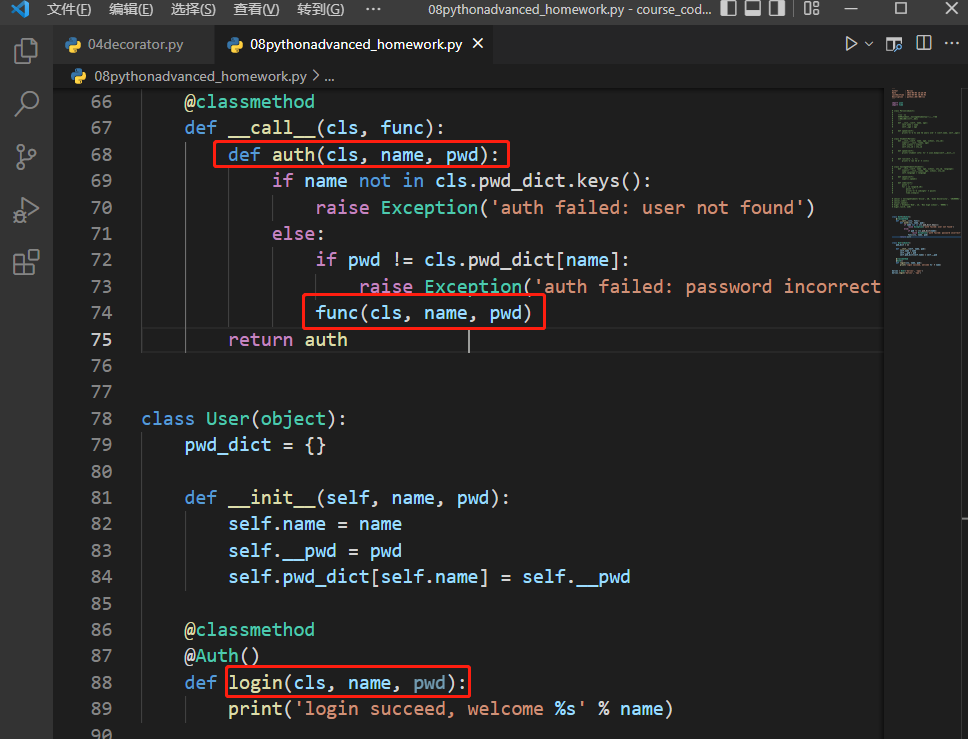 文件(F) 编辑(E) 选择(S) 查看(V) 转到(G) ··· 08pythonadvanced_homework.py - course_cod...
04decorator.py 08pythonadvanced_homework.py
08pythonadvanced_homework.py > ...
66 @classmethod
67 def __call__(cls, func):
68 def auth(cls, name, pwd):
69 if name not in cls.pwd_dict.keys():
70 raise Exception('auth failed: user not found')
71 else:
72 if pwd != cls.pwd_dict[name]:
73 raise Exception('auth failed: password incorrect
74 func(cls, name, pwd)
75 return auth
76
77
78 class User(object):
79 pwd_dict = {}
80
81 def __init__(self, name, pwd):
82 self.name = name
83 self.__pwd = pwd
84 self.pwd_dict[self.name] = self.__pwd
85
86 @classmethod
87 @Auth()
88 def login(cls, name, pwd):
89 print('login succeed, welcome %s' % name)
90